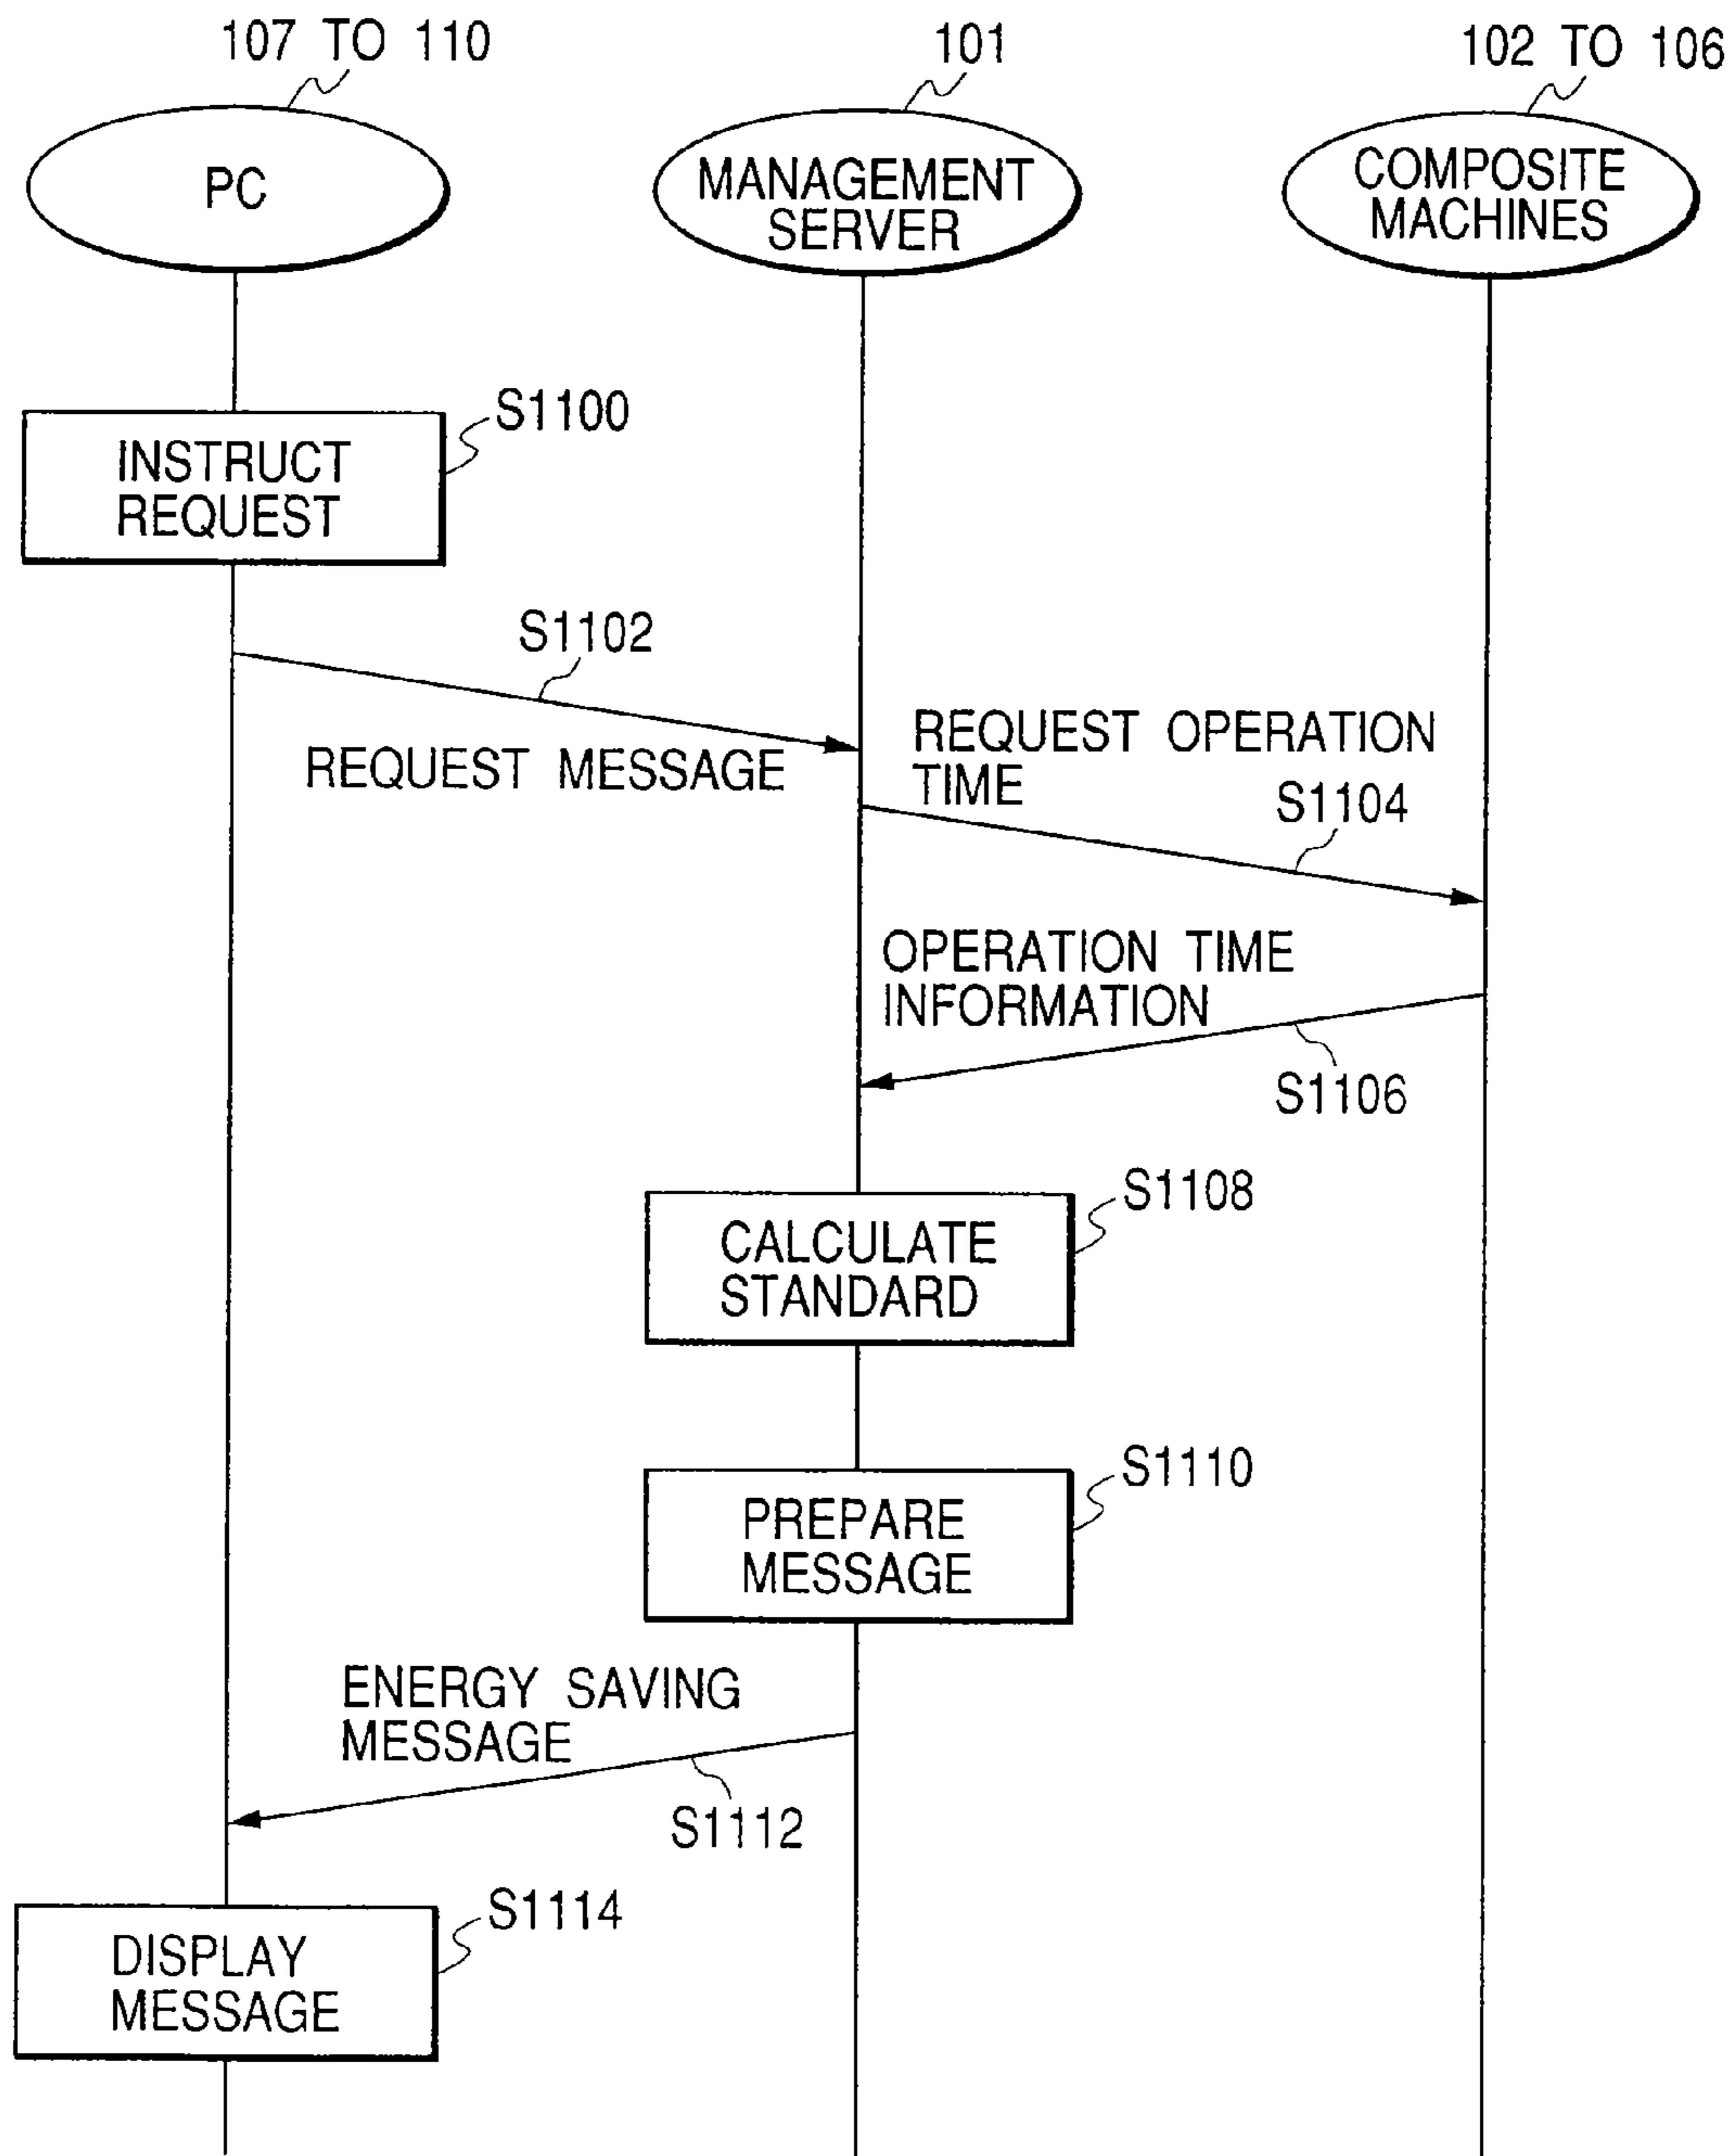 107 TO 110
101
102 TO 106
PC
MANAGEMENT
SERVER
COMPOSITE
MACHINES
S1100
INSTRUCT
REQUEST
S1102
REQUEST MESSAGE
REQUEST OPERATION
TIME
S1104
OPERATION TIME
INFORMATION
S1106
S1108
CALCULATE
STANDARD
S1110
PREPARE
MESSAGE
ENERGY SAVING
MESSAGE
S1112
S1114
DISPLAY
MESSAGE